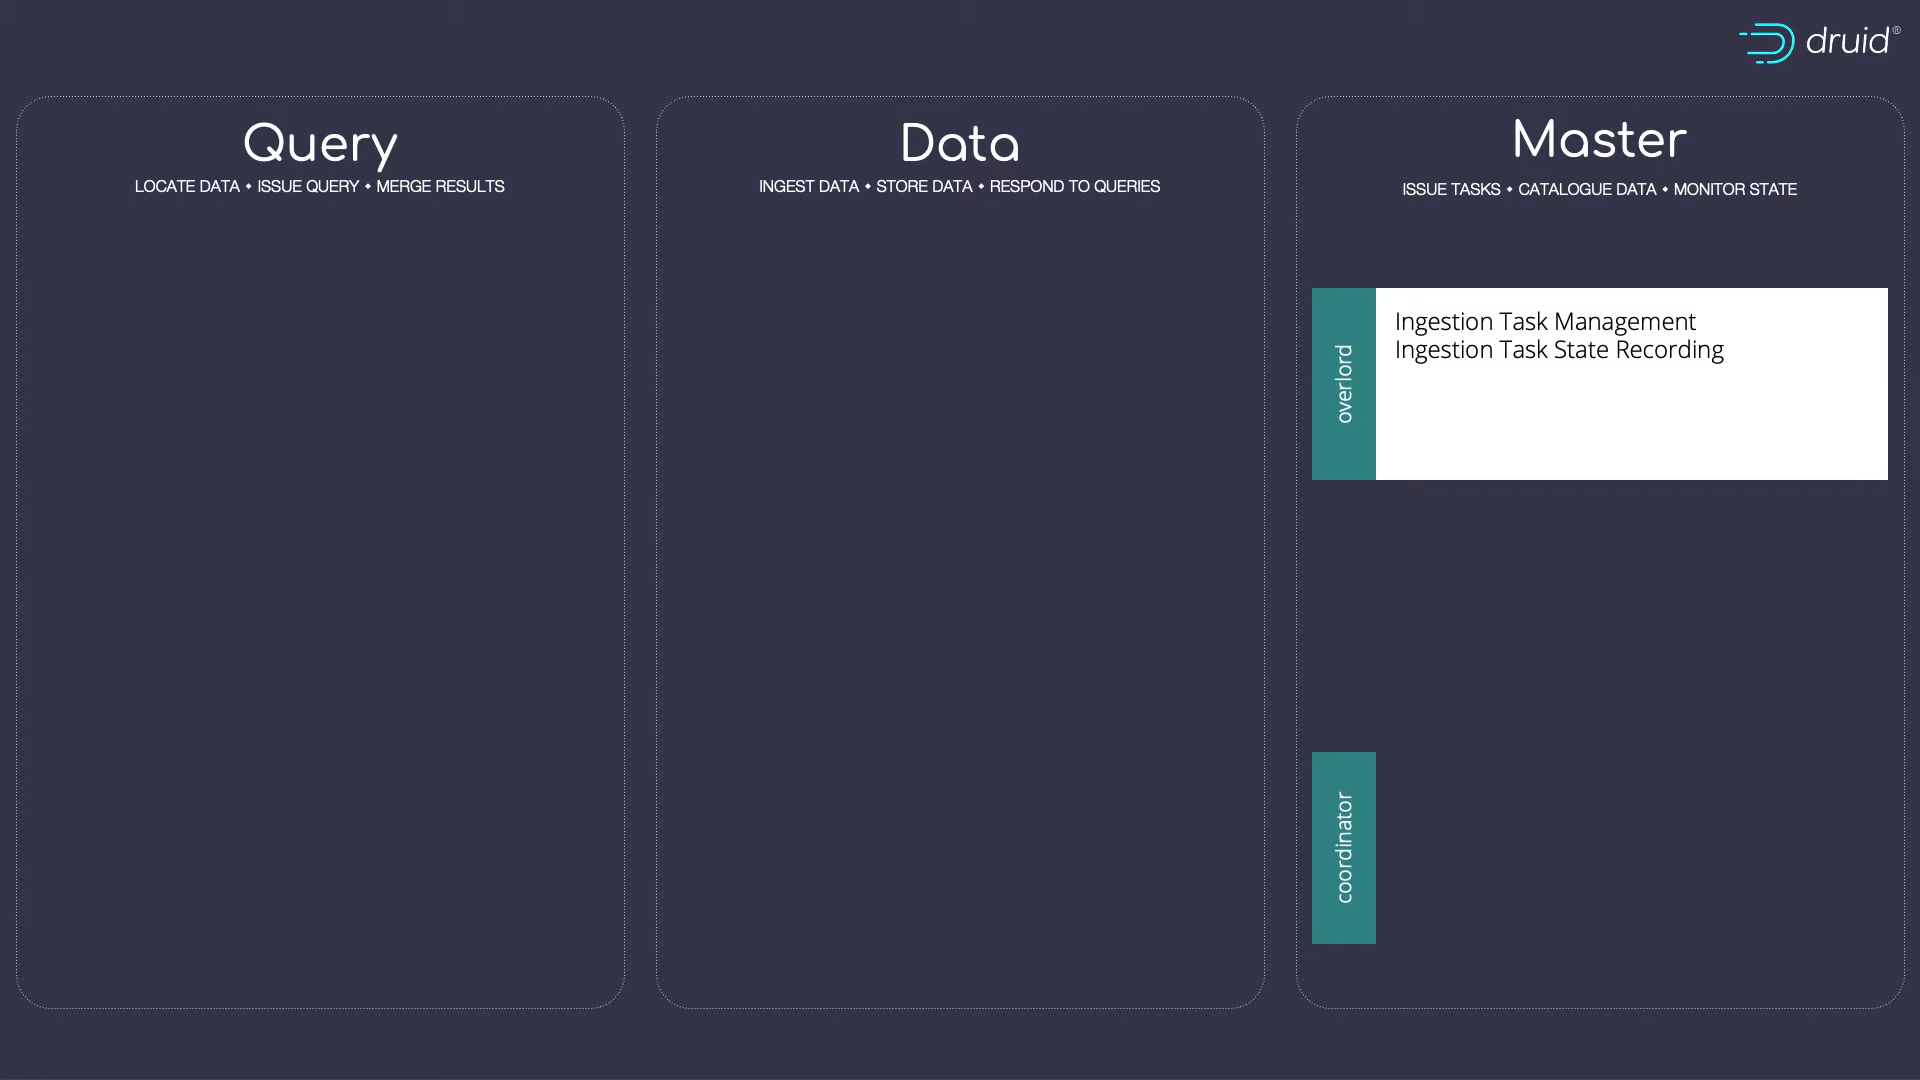 druid®
Query
LOCATE DATA • ISSUE QUERY • MERGE RESULTS
Data
INGEST DATA • STORE DATA • RESPOND TO QUERIES
Master
ISSUE TASKS • CATALOGUE DATA • MONITOR STATE
overlord
Ingestion Task Management
Ingestion Task State Recording
coordinator